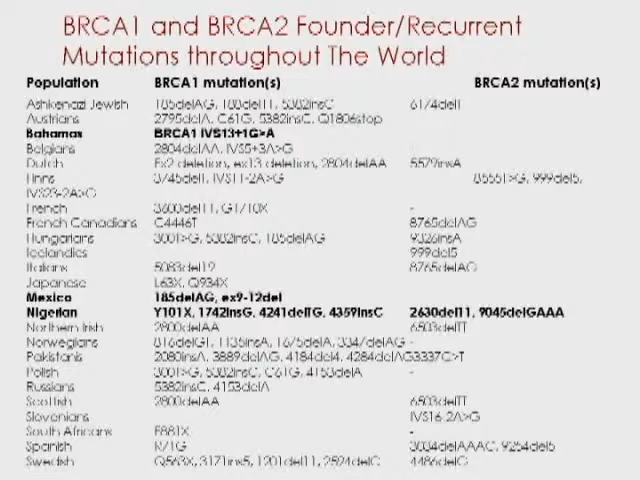 BRCA1 and BRCA2 Founder/Recurrent
Mutations throughout The World
Population BRCA1 mutation(s) BRCA2 mutation(s)
Ashkenazi Jewish 185delAG, 188del11, 5382insC 6174delT
Austrians 2795delA, C61G, 5382insC, Q1806stop
Bahamas BRCA1 IVS13+1G>A
Belgians 2804delAA, IVS5+3A>G -
Dutch Ex2 deletion, ex13 deletion, 2804delAA 5579insA
Finns 3745delT, IVS11-2A>G 8555T>G, 999del5,
IVS23-2A>G
French 3600del11, G1710X -
French Canadians C4446T 8765delAG
Hungarians 300T>G, 5382insC, 185delAG 9326insA
Icelandics 999del5
Italians 5083del19 8765delAG
Japanese L63X, Q934X
Mexico 185delAG, ex9-12del
Nigerian Y101X, 1742insG, 4241delTG, 4359insC 2630del11, 9045delGAAA
Northern Irish 2800delAA 6503delTT
Norwegians 816delGT, 1135insA, 1675delA, 3347delAG -
Pakistanis 2080insA, 3889delAG, 4184del4, 4284delAG 3337C>T
Polish 300T>G, 5382insC, C61G, 4153delA -
Russians 5382insC, 4153delA
Scottish 2800delAA 6503delTT
Slovenians IVS16-2A>G
South Africans E881X -
Spanish R71G 3034delAAAC, 9254del5
Swedish Q563X, 3171ins5, 1201del11, 2594delC 4486delG